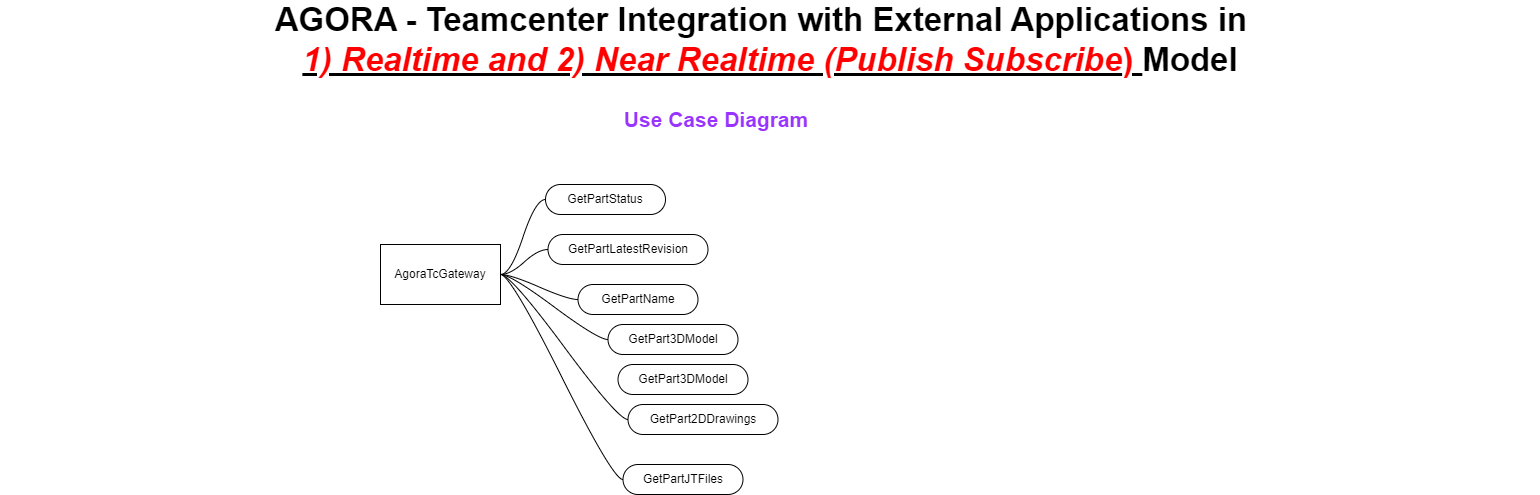 AGORA - Teamcenter Integration with External Applications in
1) Realtime and 2) Near Realtime (Publish Subscribe) Model
Use Case Diagram
GetPartStatus
GetPartLatestRevision
AgoraTcGateway
GetPartName
GetPart3DModel
GetPart3DModel
GetPart2DDrawings
GetPartJTFiles